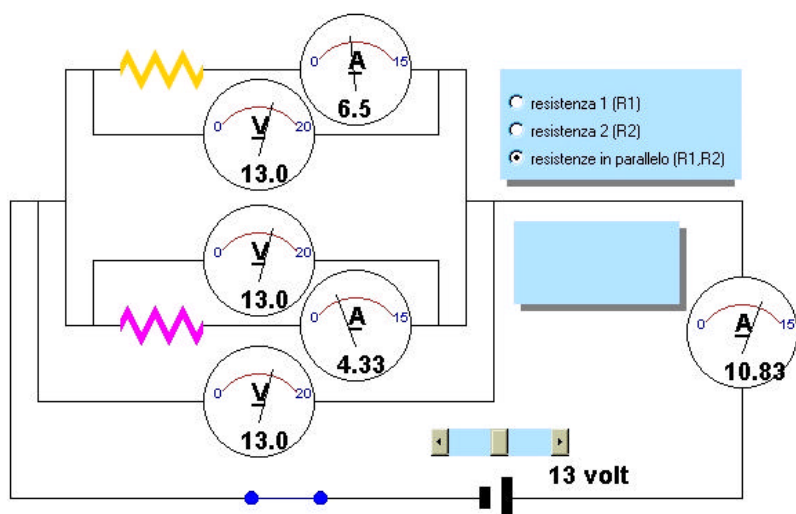 0 A 15
6.5
0 V 20
13.0
resistenza 1 (R1)
resistenza 2 (R2)
resistenze in parallelo (R1,R2)
0 V 20
13.0
0 A 15
4.33
0 A 15
10.83
0 V 20
13.0
13 volt